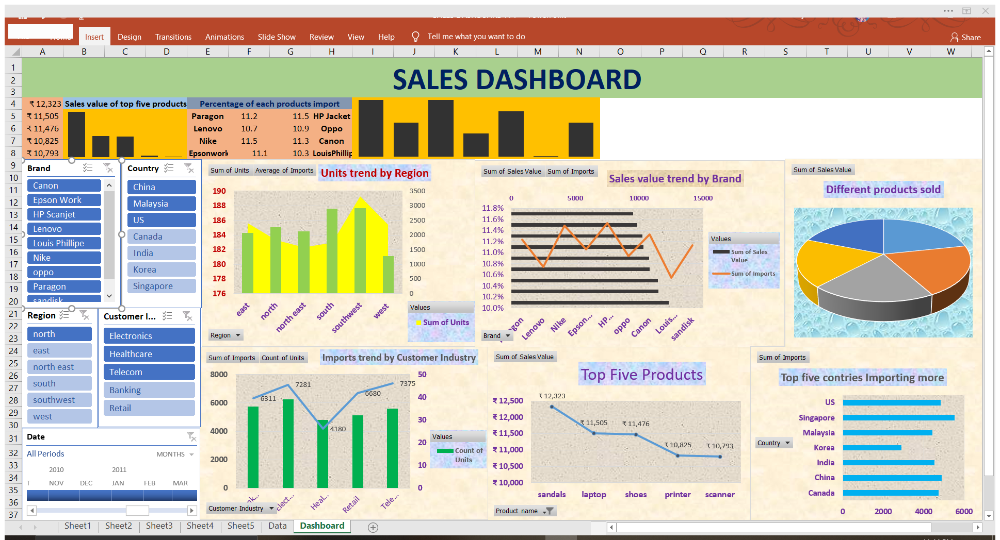 Insert Design Transitions Animations Slide Show Review View Help Tell me what you want to do Share
A B C D E F G H I J K L M N O P Q R S T U V W
1
2
3
4
5
6
7
8
9
10
11
12
13
14
15
16
17
18
19
20
21
22
23
24
25
26
27
28
29
30
31
32
33
34
35
36
37
SALES DASHBOARD
₹ 12,323 Sales value of top five products Percentage of each products import
₹ 11,505 Paragon 11.2 11.5 HP Jacket
₹ 11,476 Lenovo 10.7 10.9 Oppo
₹ 10,825 Nike 11.5 11.3 Canon
₹ 10,793 Epsonwork 11.1 10.3 LouisPhillip
Brand
Canon
Epson Work
HP Scanjet
Lenovo
Louis Phillipe
Nike
oppo
Paragon
sandisk
Country
China
Malaysia
US
Canada
India
Korea
Singapore
Region
north
east
north east
south
southwest
west
Customer I...
Electronics
Healthcare
Telecom
Banking
Retail
Date
All Periods MONTHS
2010 2011
T NOV DEC JAN FEB MAR
Sum of Units Average of Imports
Units trend by Region
190
188
186
184
182
180
178
176
3500
3000
2500
2000
1500
1000
500
0
east north north east south southwest west
Values
Sum of Units
Region
Sum of Sales Value Sum of Imports
Sales value trend by Brand
0 5000 10000 15000
11.8%
11.6%
11.4%
11.2%
11.0%
10.8%
10.6%
10.4%
10.2%
10.0%
Lenovo Nike Epson... HP... oppo Canon Louis... sandisk
Values
Sum of Sales
Value
Sum of Imports
Brand
Sum of Sales Value
Different products sold
Sum of Imports Count of Units
Imports trend by Customer Industry
8000
6000
4000
2000
0
50
40
30
20
10
0
6311
7281
4180
6680
7375
Elect... Heal... Retail Tele...
Values
Count of
Units
Customer Industry
Sum of Sales Value
Top Five Products
₹ 12,500
₹ 12,000
₹ 11,500
₹ 11,000
₹ 10,500
₹ 10,000
₹ 12,323
₹ 11,505
₹ 11,476
₹ 10,825
₹ 10,793
sandals laptop shoes printer scanner
Product name
Sum of Imports
Top five contries Importing more
US
Singapore
Malaysia
Korea
India
China
Canada
0 2000 4000 6000
Country
Sheet1 Sheet2 Sheet3 Sheet4 Sheet5 Data Dashboard